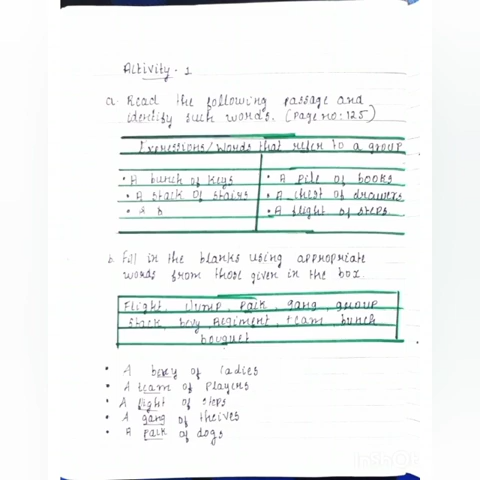 Activity - 1
a. Read the following passage and
identify such words. (Page no: 125)
Expressions/words that refer to a group
• A bunch of keys • A pile of books
• A stack of stairs • A chest of drawers
• A flight of steps
b. Fill in the blanks using appropriate
words from those given in the box.
Flight, clump, pack, gang, group
stack, bevy Regiment, team, bunch
bouquet
• A bevy of ladies
• A team of Players
• A flight of steps
• A gang of theives
• A pack of dogs